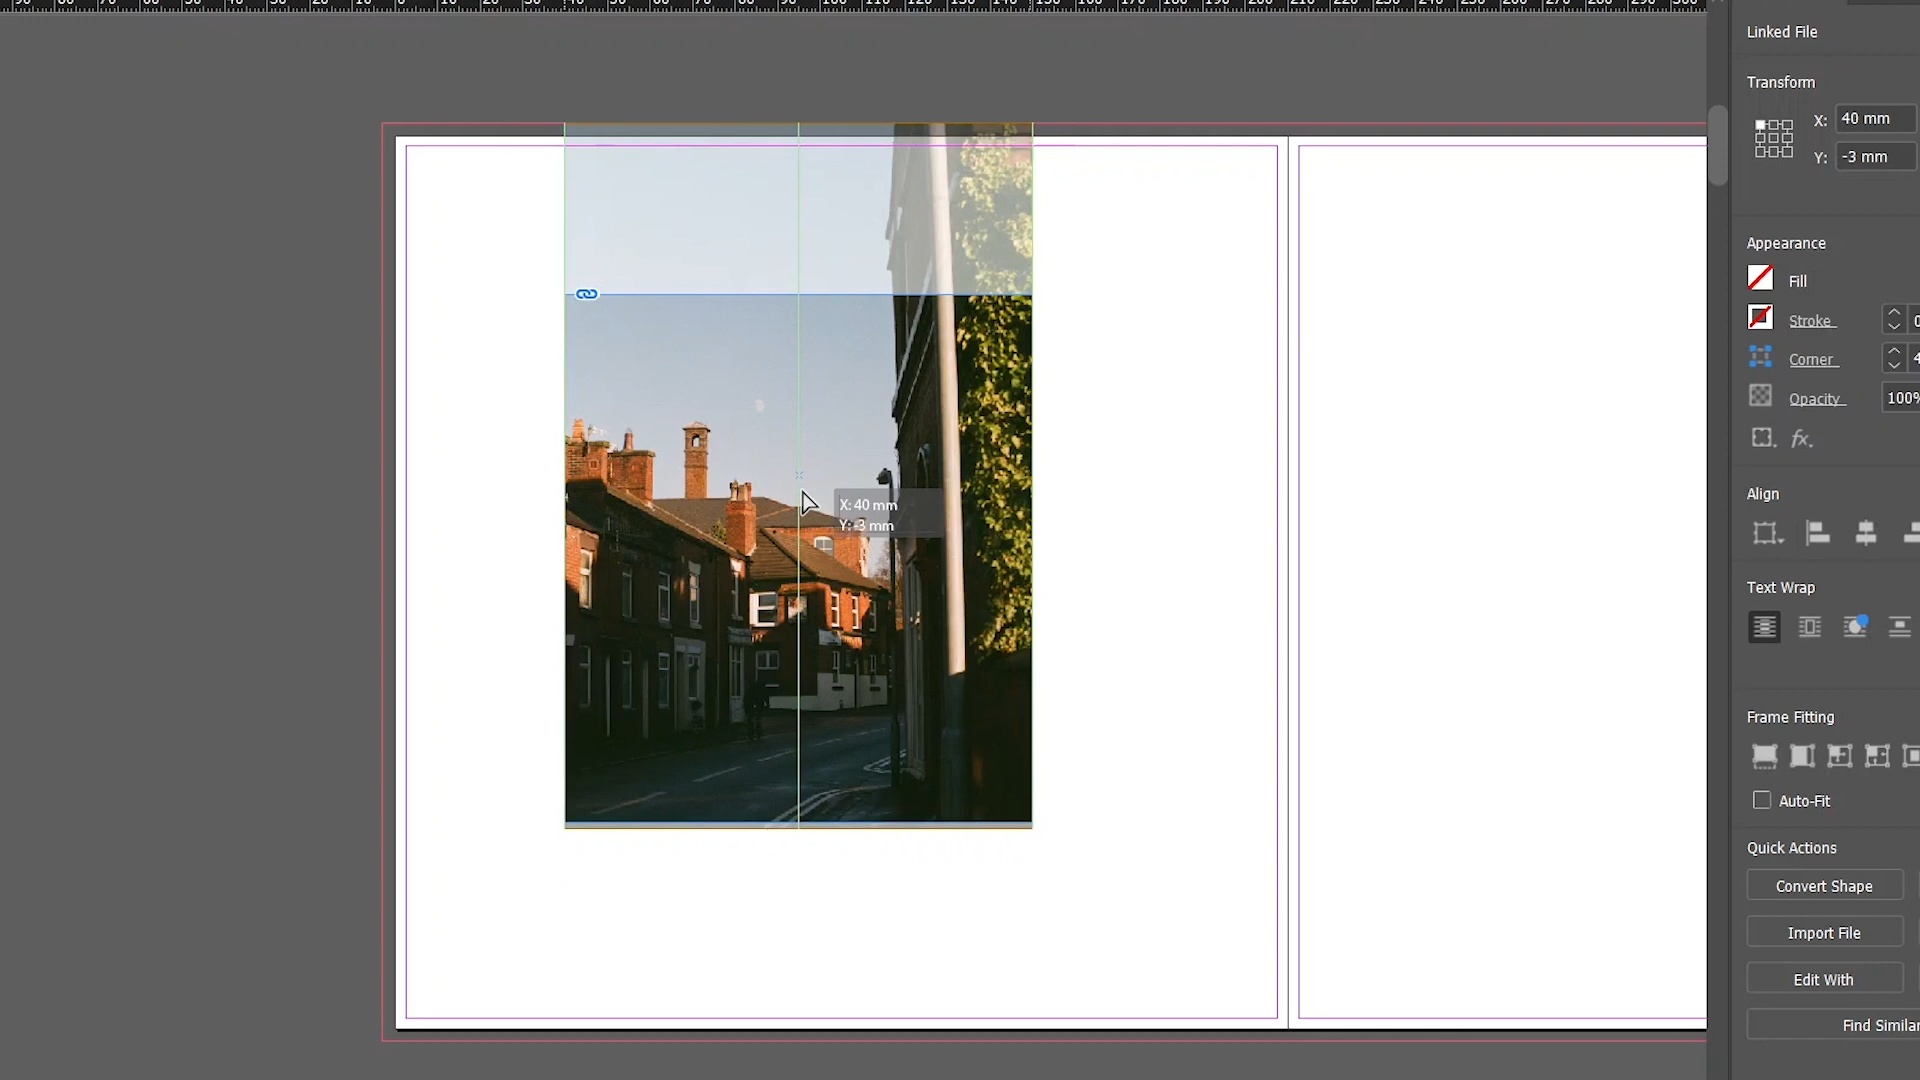 Linked File
Transform
X: 40 mm
Y: -3 mm
Appearance
Fill
Stroke
Corner
Opacity 100%
fx.
Align
X: 40 mm
Y: -3 mm
Text Wrap
Frame Fitting
Auto-Fit
Quick Actions
Convert Shape
Import File
Edit With
Find Similar